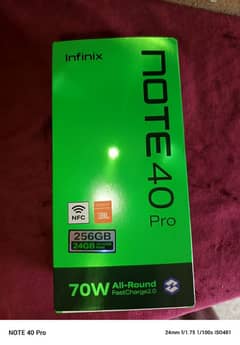 Infinix
NOTE 40
Pro
NFC
JBL
256GB
24GB
70W All-Round
FastCharge2.0
NOTE 40 Pro
24mm f/1.75 1/100s ISO481